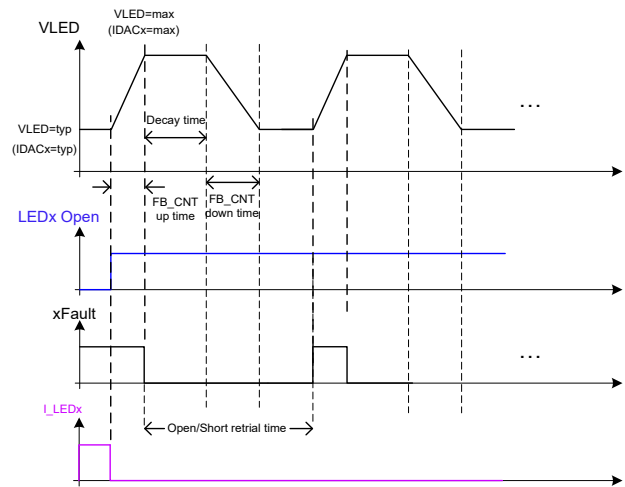 VLED=max
(IDACx=max)
VLED
Decay time
VLED=typ
(IDACx=typ)
...
FB_CNT
up time
FB_CNT
down time
LEDx Open
xFault
...
I_LEDx
Open/Short retrial time